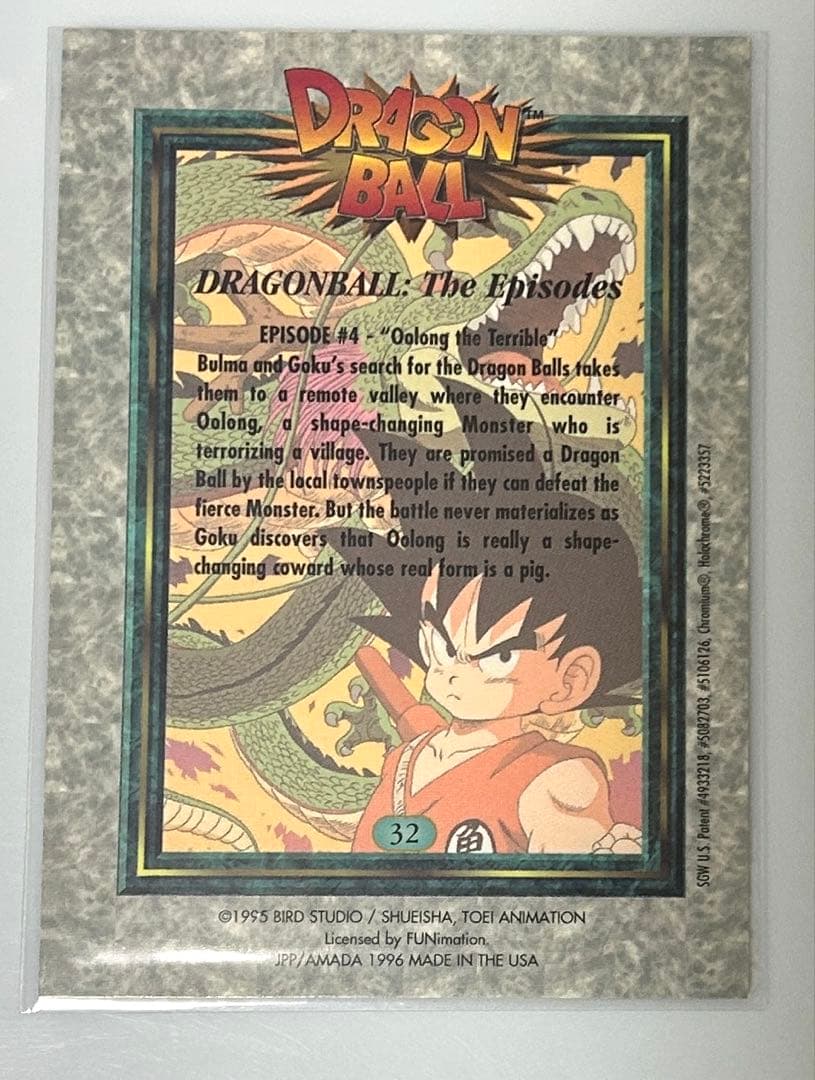 DRAGON
BALL™
DRAGONBALL: The Episodes
EPISODE #4 - "Oolong the Terrible"
Bulma and Goku's search for the Dragon Balls takes
them to a remote valley where they encounter
Oolong, a shape-changing Monster who is
terrorizing a village. They are promised a Dragon
Ball by the local townspeople if they can defeat the
fierce Monster. But the battle never materializes as
Goku discovers that Oolong is really a shape-
changing coward whose real form is a pig.
32
亀
©1995 BIRD STUDIO / SHUEISHA, TOEI ANIMATION
Licensed by FUNimation.
JPP/AMADA 1996 MADE IN THE USA
SGW U.S. Patent #4933218, #5082703, #5106126, Chromium®, Holochrome®, #5223357